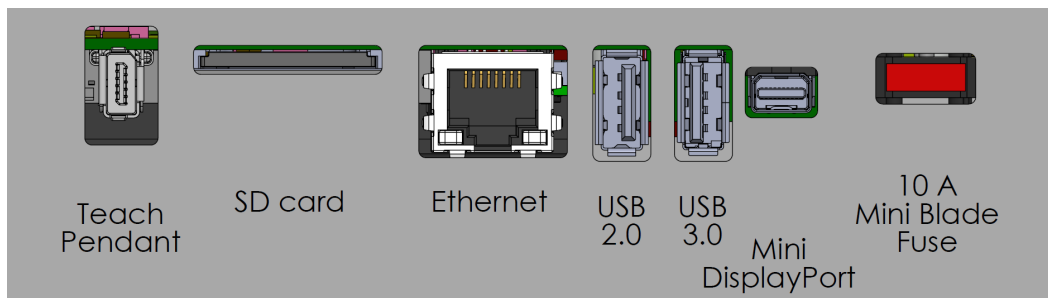 Teach
Pendant
SD card
Ethernet
USB
2.0
USB
3.0
Mini
DisplayPort
10 A
Mini Blade
Fuse